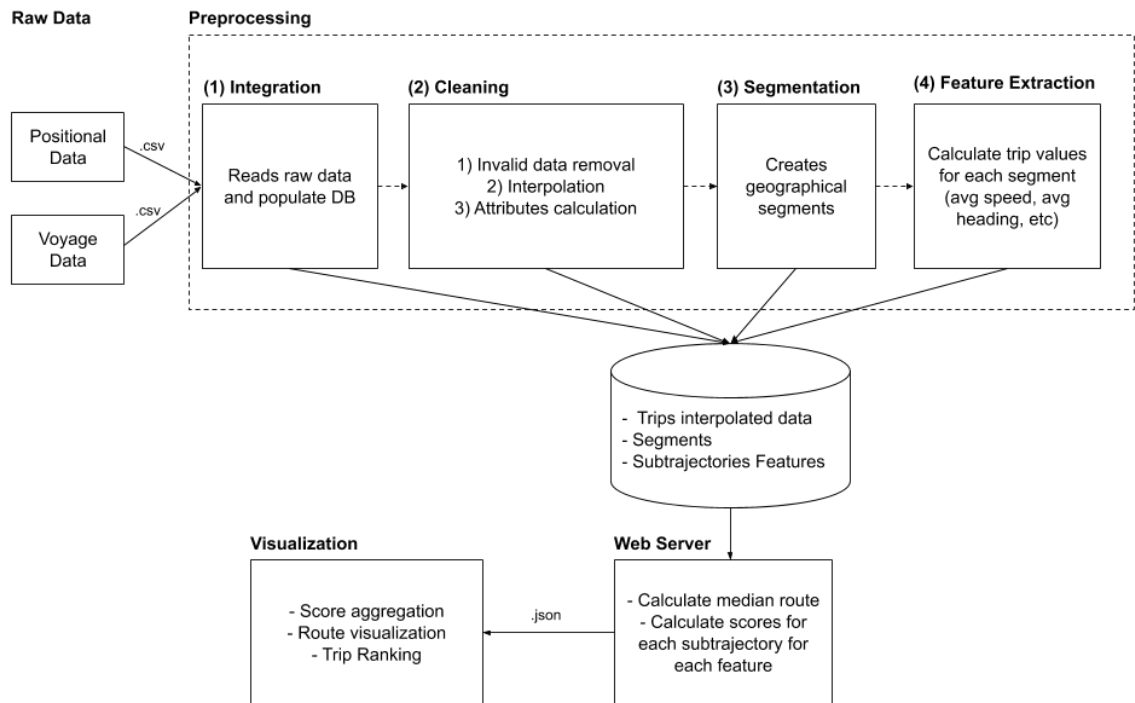 Raw Data
Preprocessing
(1) Integration
(2) Cleaning
(3) Segmentation
(4) Feature Extraction
Positional
Data
.csv
Voyage
Data
.csv
Reads raw data
and populate DB
1) Invalid data removal
2) Interpolation
3) Attributes calculation
Creates
geographical
segments
Calculate trip values
for each segment
(avg speed, avg
heading, etc)
- Trips interpolated data
- Segments
- Subtrajectories Features
Visualization
Web Server
- Score aggregation
- Route visualization
- Trip Ranking
.json
- Calculate median route
- Calculate scores for
each subtrajectory for
each feature